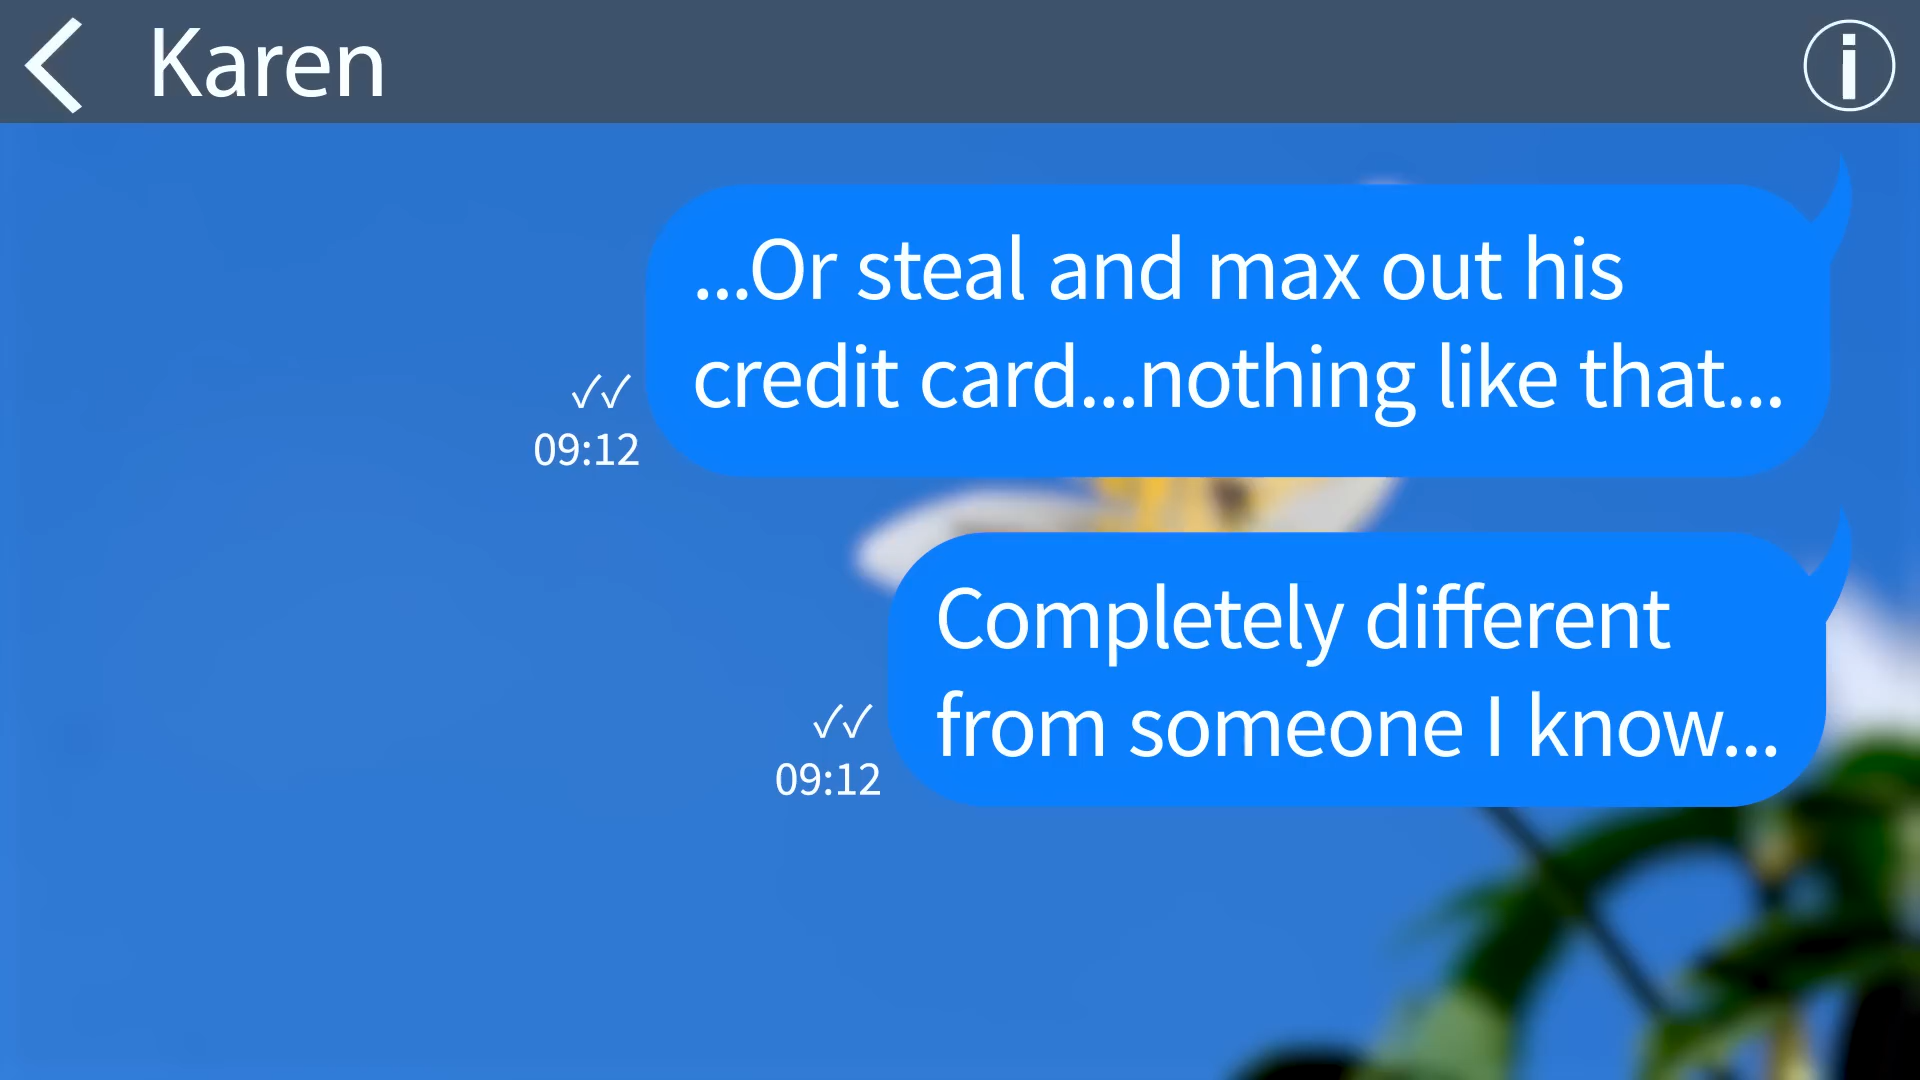 Karen
...Or steal and max out his
credit card...nothing like that...
✓✓
09:12
Completely different
from someone I know...
✓✓
09:12